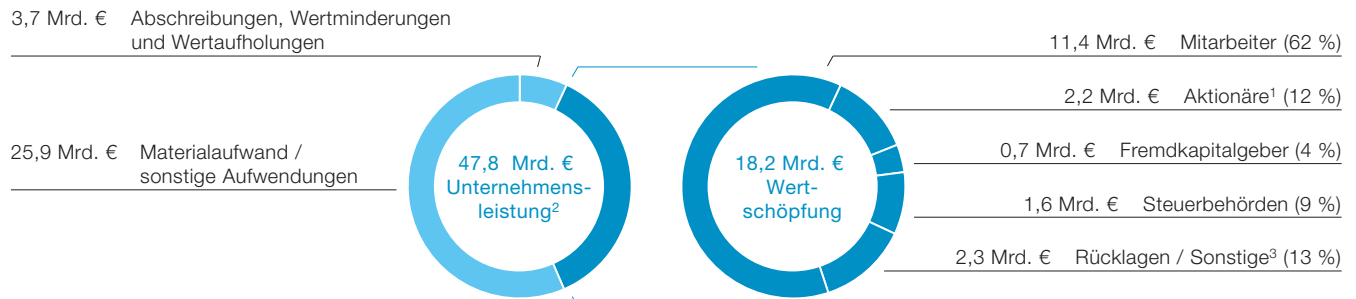 3,7 Mrd. € Abschreibungen, Wertminderungen
und Wertaufholungen
25,9 Mrd. € Materialaufwand /
sonstige Aufwendungen
47,8 Mrd. €
Unternehmens-
leistung²
18,2 Mrd. €
Wert-
schöpfung
11,4 Mrd. € Mitarbeiter (62 %)
2,2 Mrd. € Aktionäre¹ (12 %)
0,7 Mrd. € Fremdkapitalgeber (4 %)
1,6 Mrd. € Steuerbehörden (9 %)
2,3 Mrd. € Rücklagen / Sonstige³ (13 %)